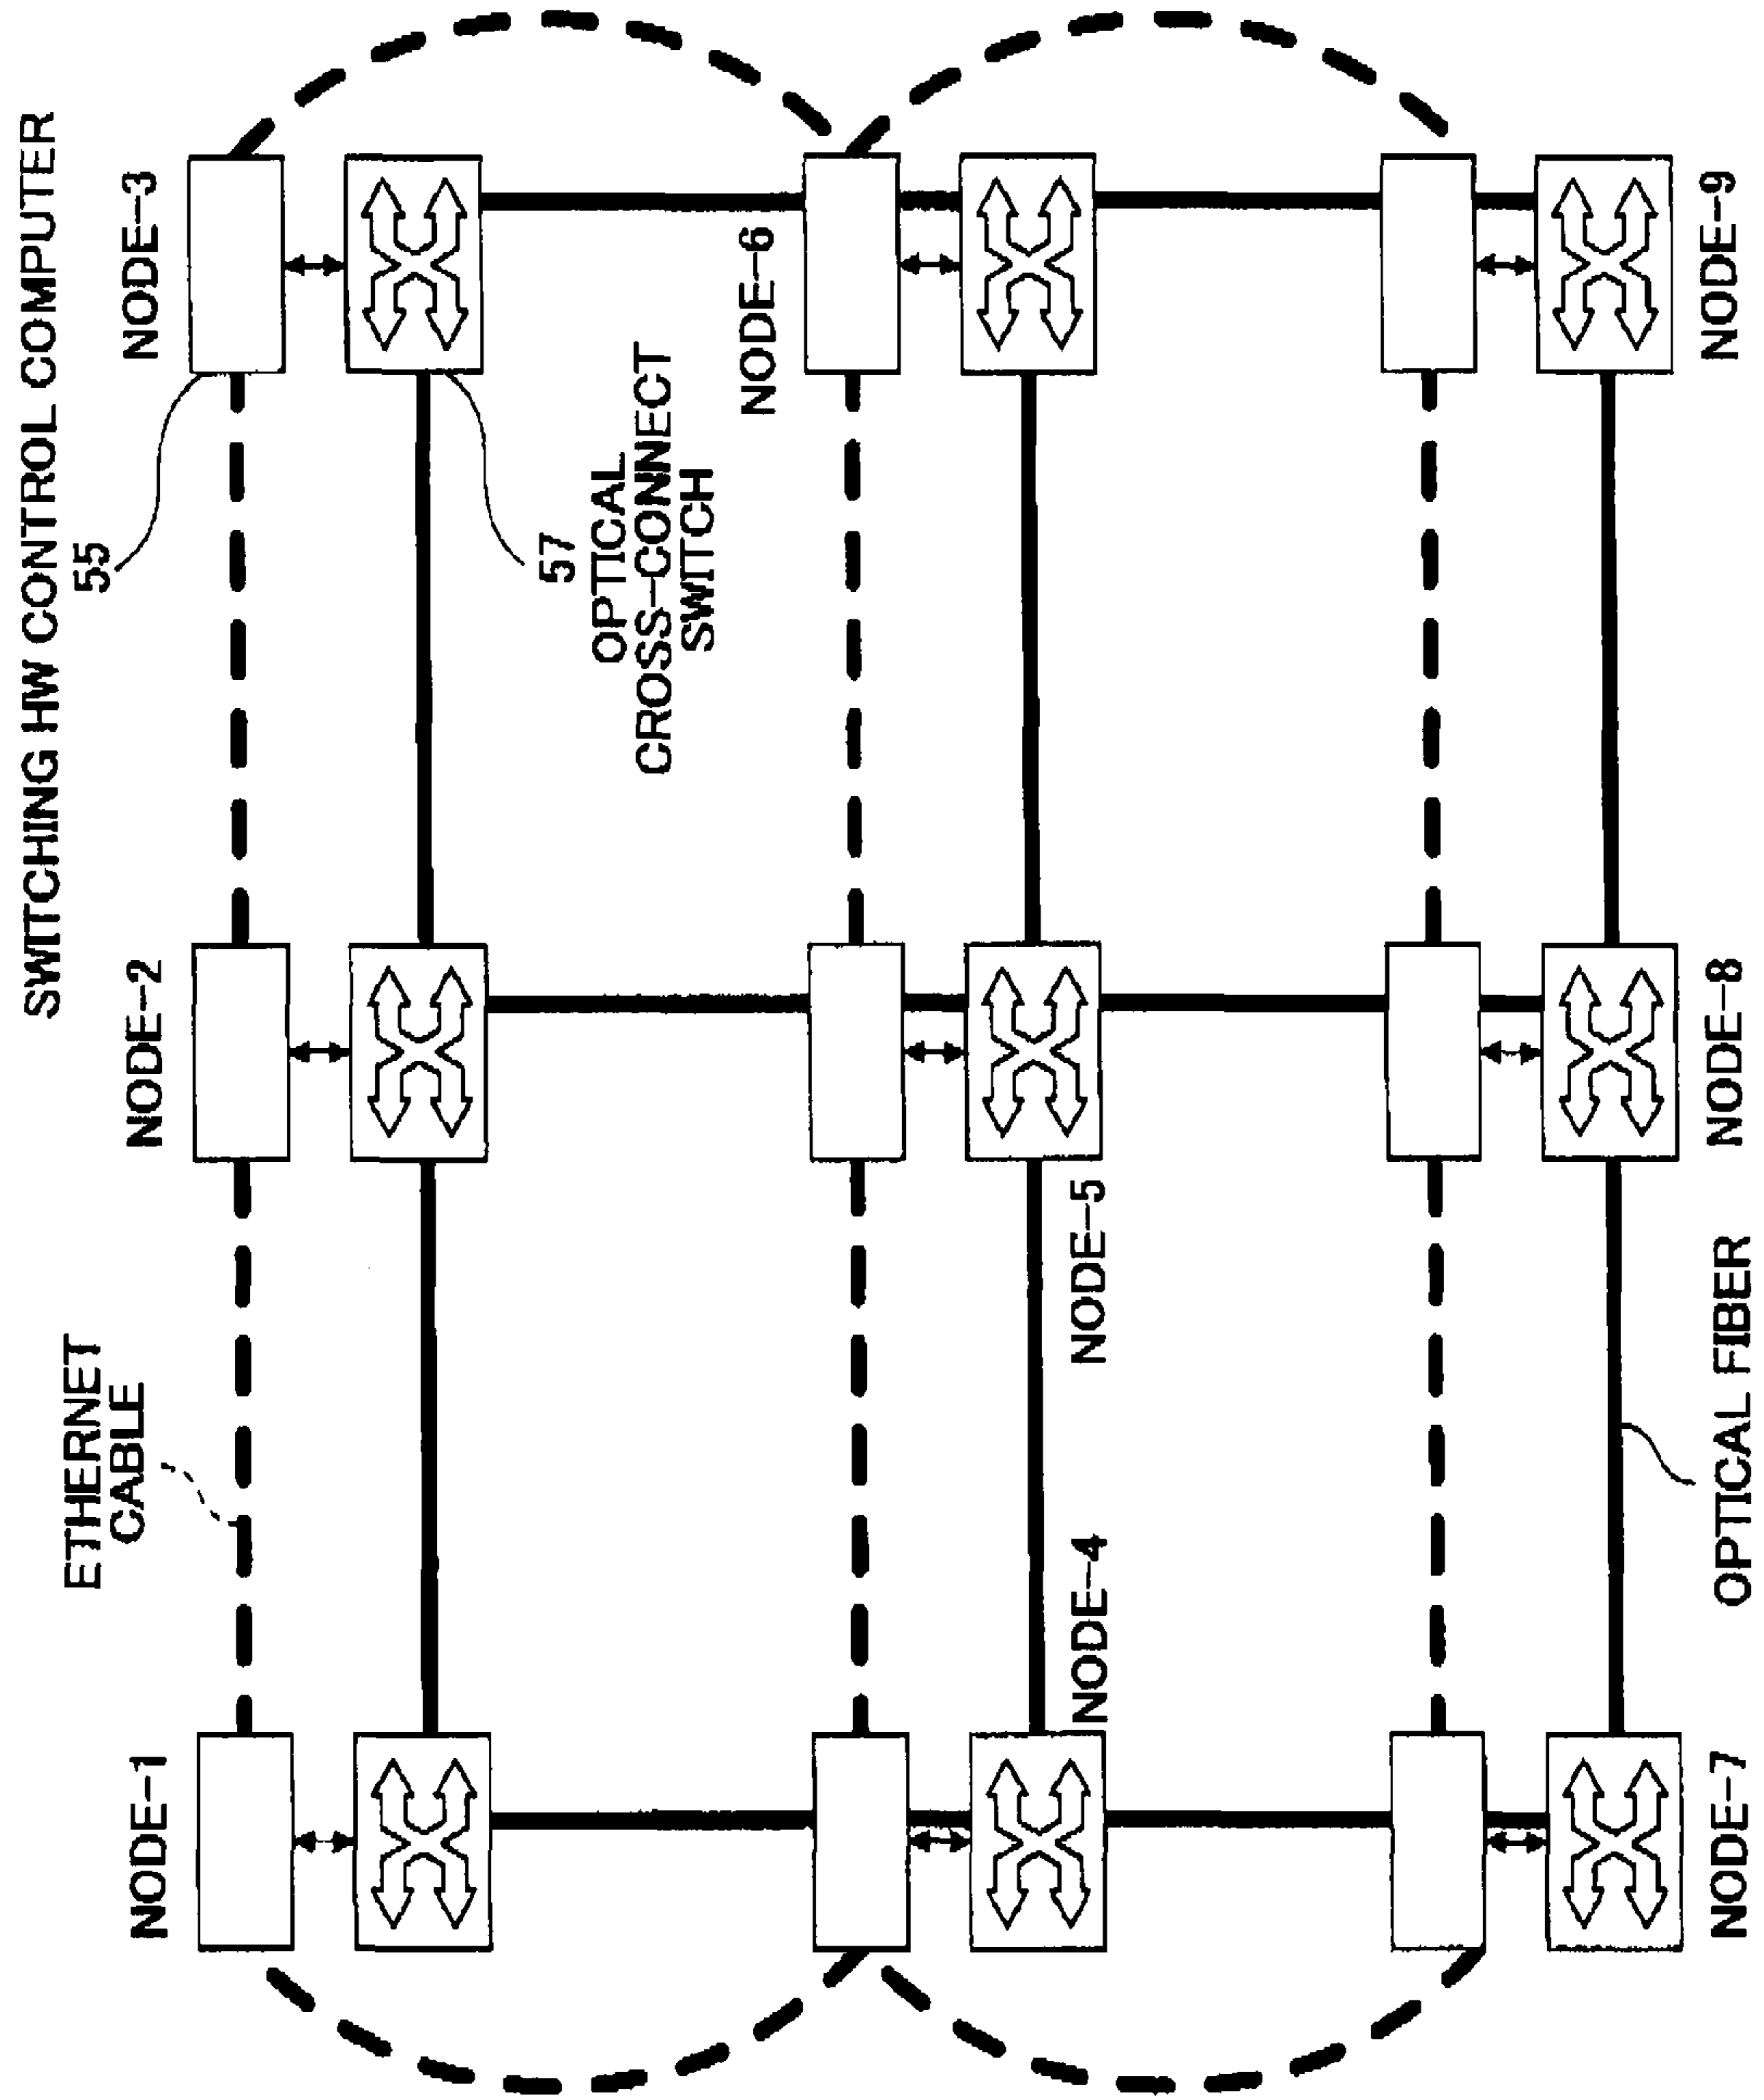 SWITCHING HW CONTROL COMPUTER
55
ETHERNET
CABLE
NODE-1
NODE-2
NODE-3
57
OPTICAL
CROSS-CONNECT
SWITCH
NODE-6
NODE-4
NODE-5
NODE-7
NODE-8
NODE-9
OPTICAL FIBER